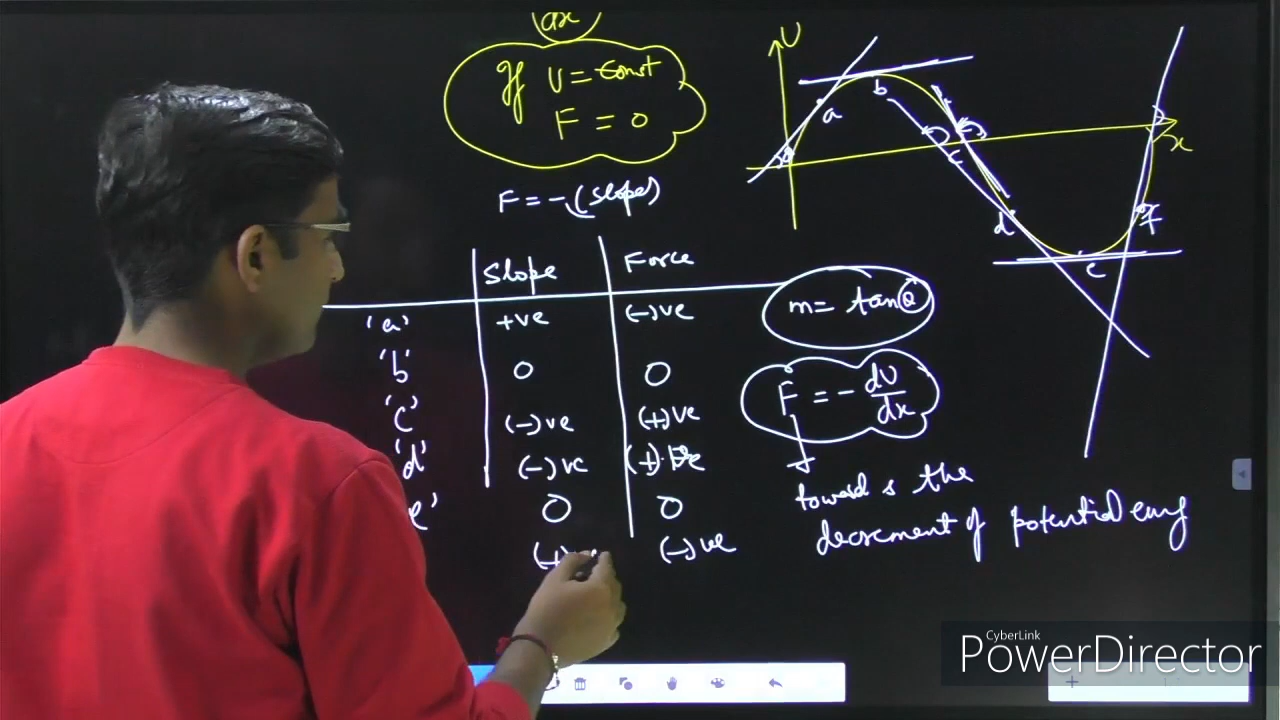 (dx)
If U = const
F = 0
F = -(slope)
Slope Force
'a' +ve (-)ve
'b' 0 0
'c' (-)ve (+)ve
'd' (-)ve (+)ve
e' 0 0
(+) (-)ve
U
a
b
c
d
e
f
x
m = tanθ
F = - dU/dx
towards the
decrement of potential
CyberLink
PowerDirector